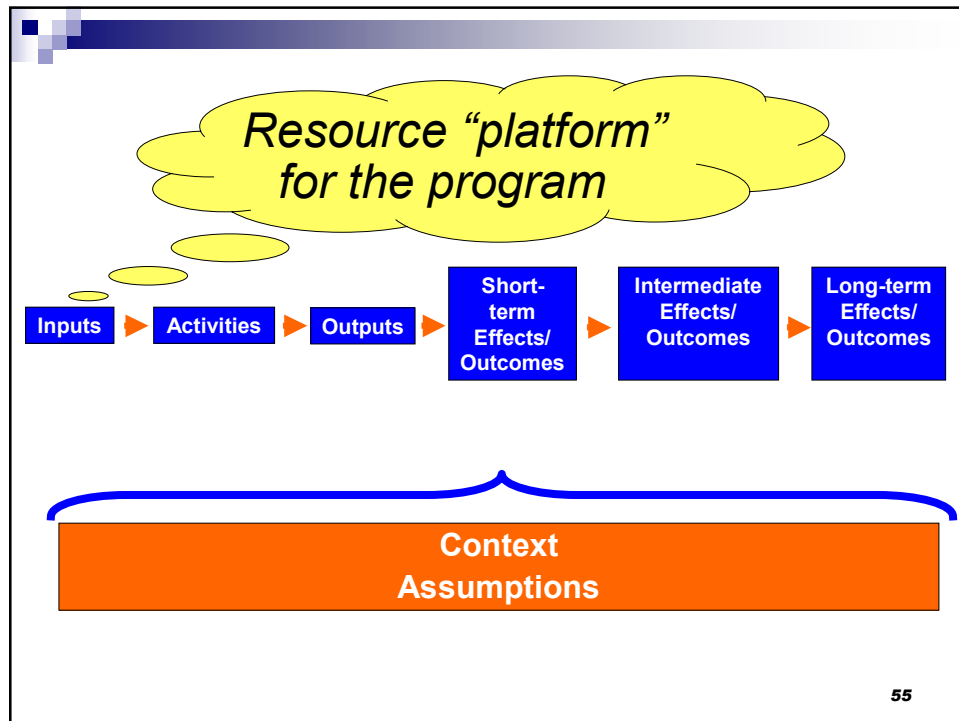 Resource “platform”
for the program
Inputs
Activities
Outputs
Short-
term
Effects/
Outcomes
Intermediate
Effects/
Outcomes
Long-term
Effects/
Outcomes
Context
Assumptions
55